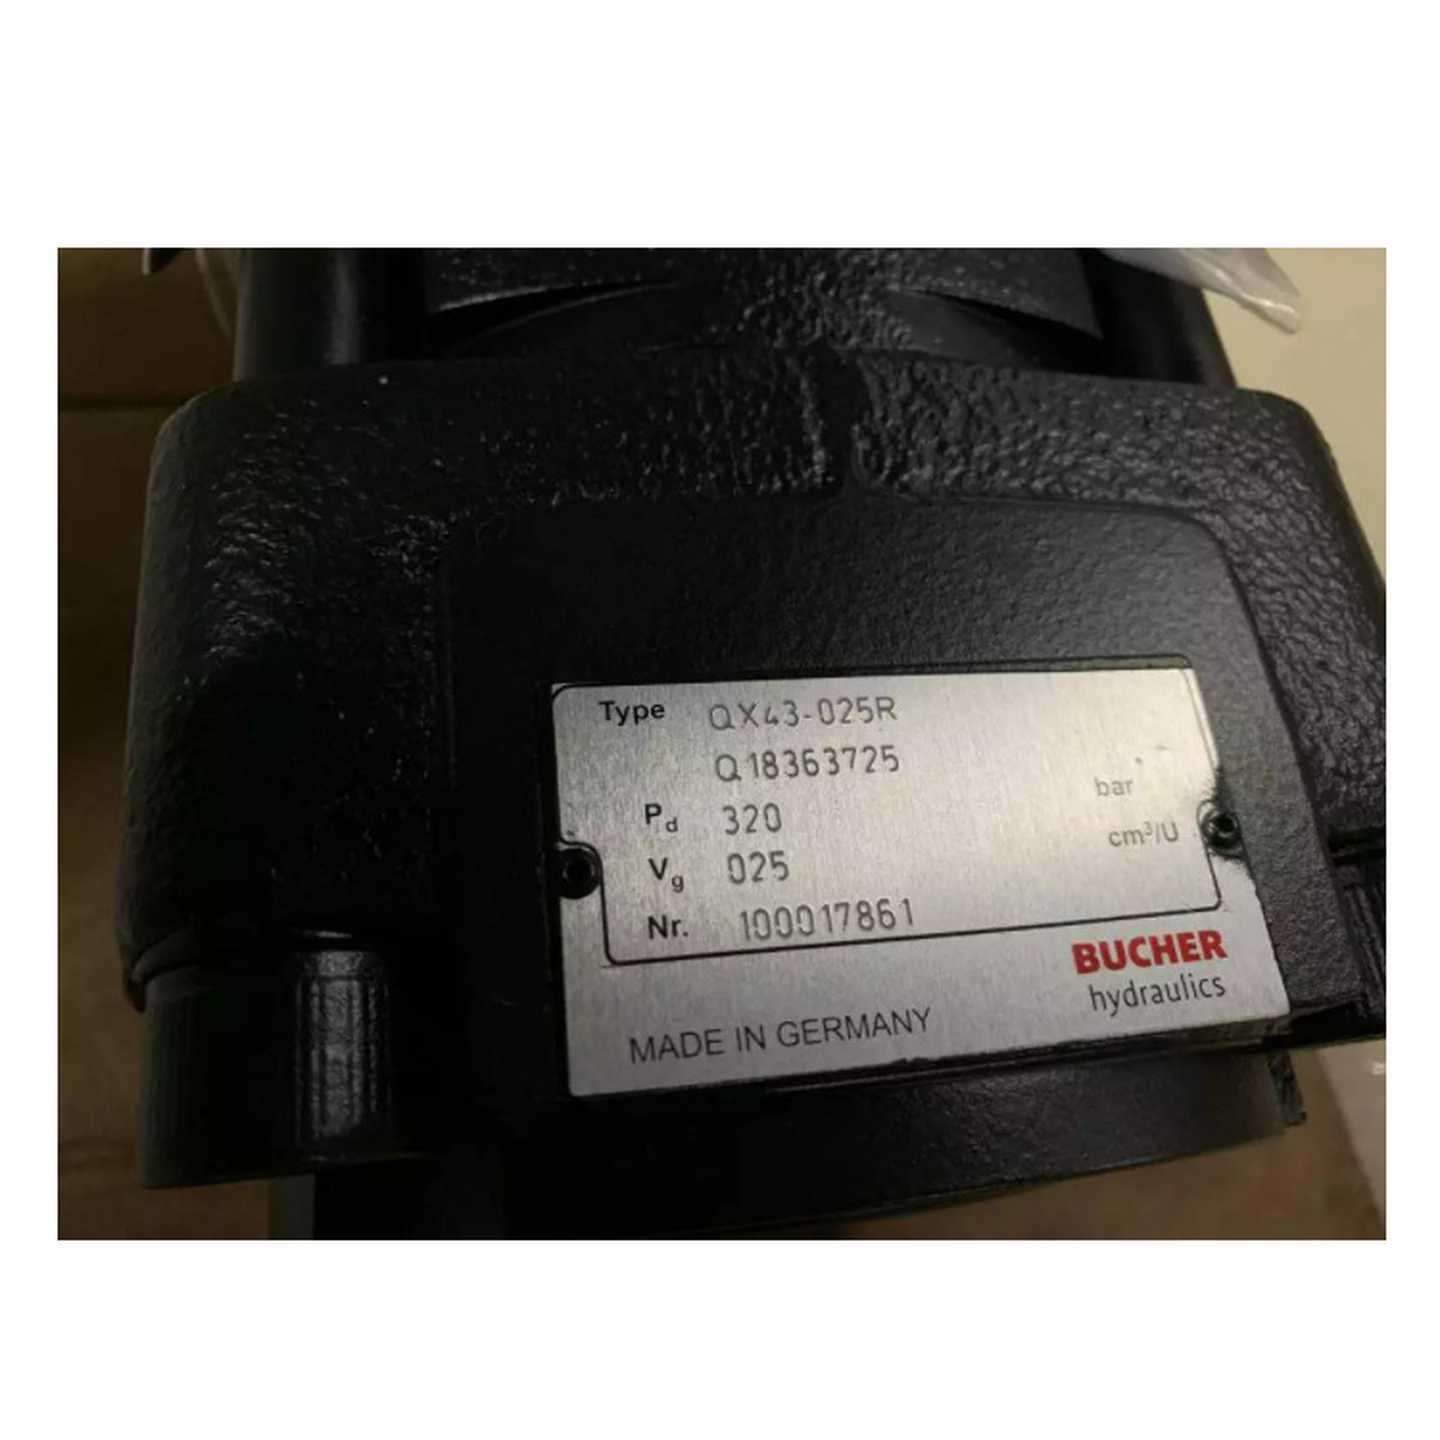 Type QX43-025R
Q18363725
Pd 320 bar
Vg 025 cm³/U
Nr. 100017861
BUCHER
hydraulics
MADE IN GERMANY